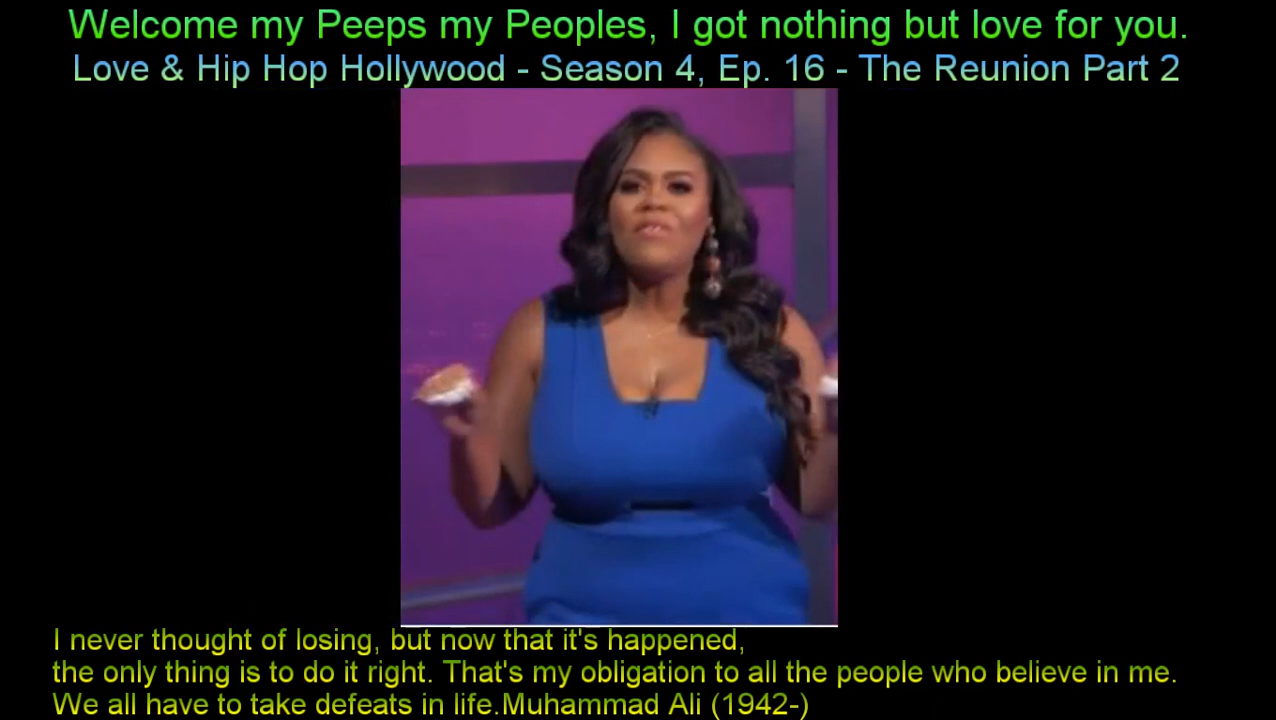 Welcome my Peeps my Peoples, I got nothing but love for you.
Love & Hip Hop Hollywood - Season 4, Ep. 16 - The Reunion Part 2
I never thought of losing, but now that it's happened,
the only thing is to do it right. That's my obligation to all the people who believe in me.
We all have to take defeats in life.Muhammad Ali (1942-)